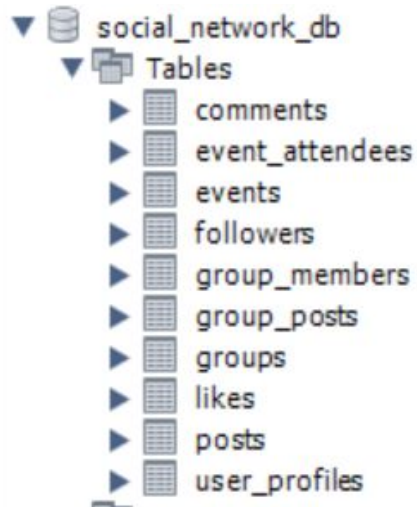 social_network_db
Tables
comments
event_attendees
events
followers
group_members
group_posts
groups
likes
posts
user_profiles